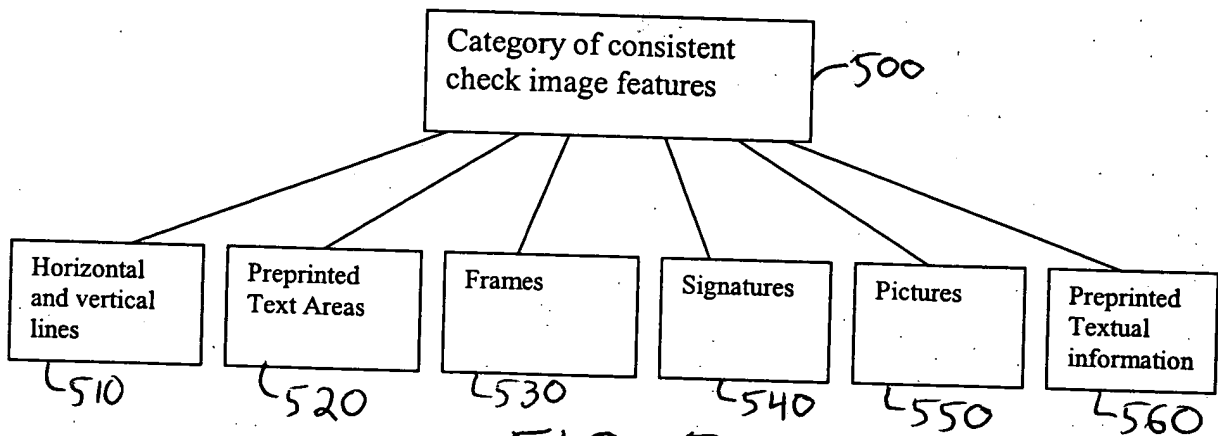 Category of consistent
check image features
500
Horizontal
and vertical
lines
Preprinted
Text Areas
Frames
Signatures
Pictures
Preprinted
Textual
information
510
520
530
540
550
560